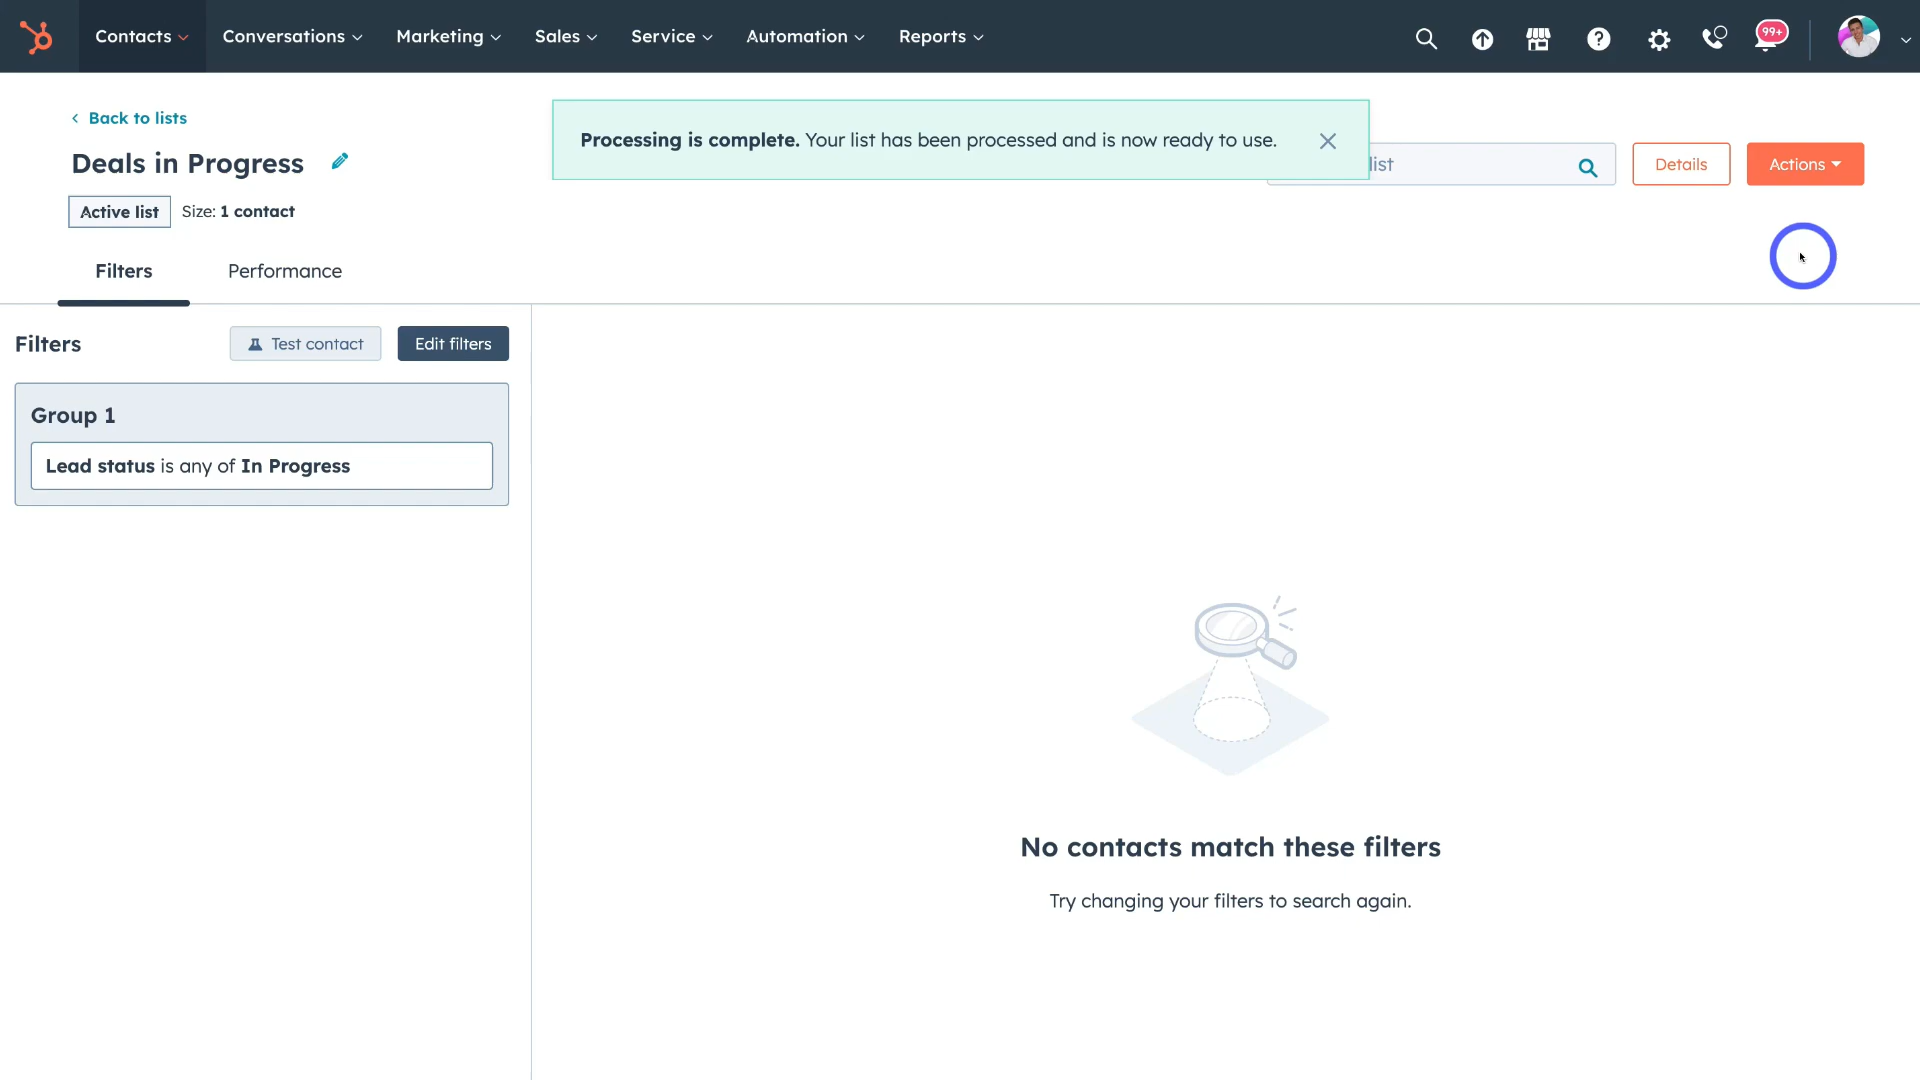 Contacts Conversations Marketing Sales Service Automation Reports
99+
Back to lists
Processing is complete. Your list has been processed and is now ready to use.
Deals in Progress
list
Details
Actions
Active list Size: 1 contact
Filters Performance
Filters Test contact Edit filters
Group 1
Lead status is any of In Progress
No contacts match these filters
Try changing your filters to search again.